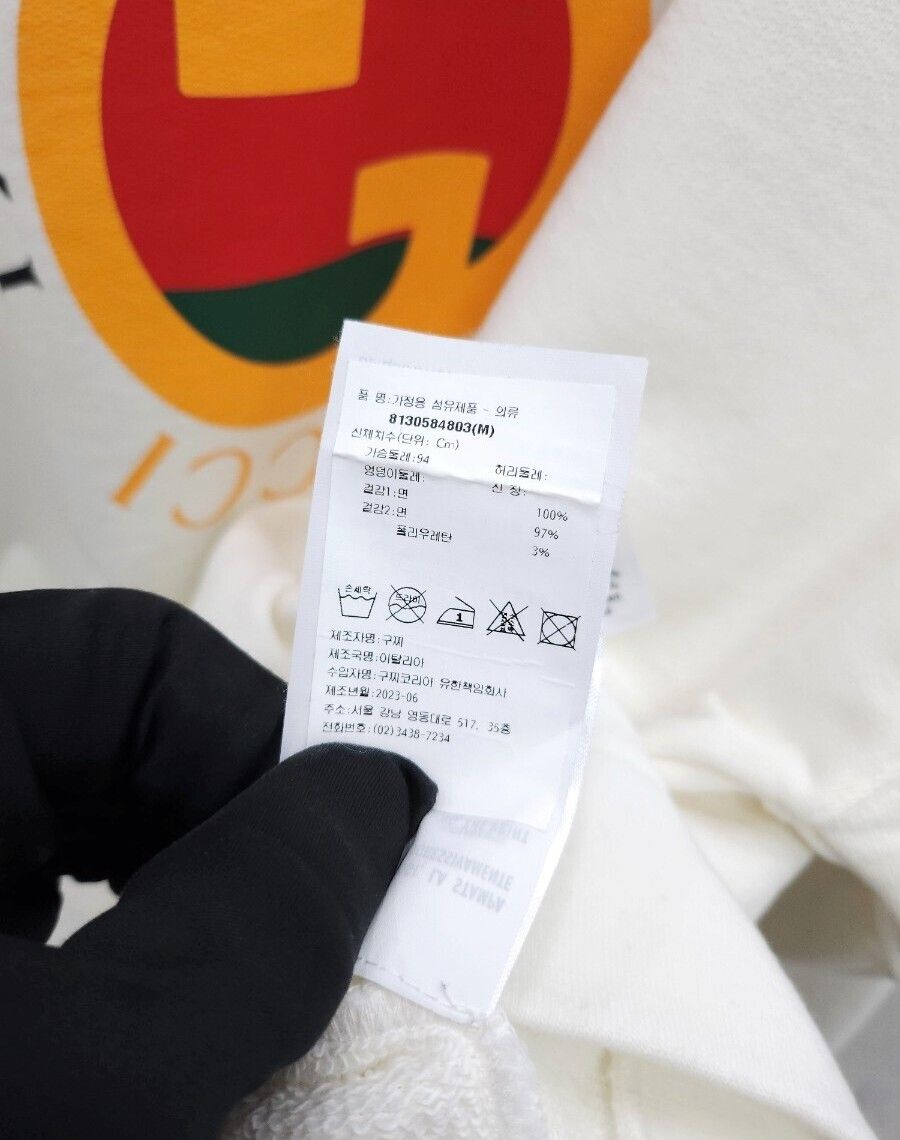 CCI
품 명:가정용 섬유제품 - 의류
8130584803(M)
신체치수(단위: Cm)
가슴둘레:94 허리둘레:
엉덩이둘레: 신 장:
겉감1:면 100%
겉감2:면 97%
폴리우레탄 3%
손세탁 드라이 1
제조자명:구찌
제조국명:이탈리아
수입자명:구찌코리아 유한책임회사
제조년월:2023-06
주소:서울 강남 영동대로 517, 35층
전화번호:(02)3438-7234
LA STAMPA